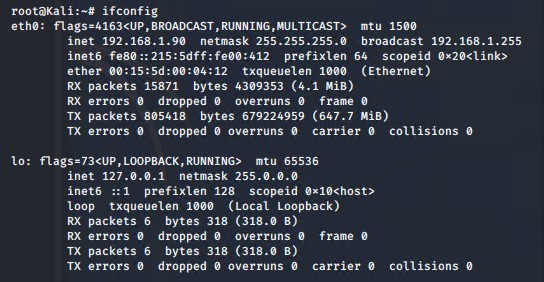 root@Kali:~# ifconfig
eth0: flags=4163<UP,BROADCAST,RUNNING,MULTICAST>  mtu 1500
        inet 192.168.1.90  netmask 255.255.255.0  broadcast 192.168.1.255
        inet6 fe80::215:5dff:fe00:412  prefixlen 64  scopeid 0×20<link>
        ether 00:15:5d:00:04:12  txqueuelen 1000  (Ethernet)
        RX packets 15871  bytes 4309353 (4.1 MiB)
        RX errors 0  dropped 0  overruns 0  frame 0
        TX packets 805418  bytes 679224959 (647.7 MiB)
        TX errors 0  dropped 0 overruns 0  carrier 0  collisions 0

lo: flags=73<UP,LOOPBACK,RUNNING>  mtu 65536
        inet 127.0.0.1  netmask 255.0.0.0
        inet6 ::1  prefixlen 128  scopeid 0×10<host>
        loop  txqueuelen 1000  (Local Loopback)
        RX packets 6  bytes 318 (318.0 B)
        RX errors 0  dropped 0  overruns 0  frame 0
        TX packets 6  bytes 318 (318.0 B)
        TX errors 0  dropped 0 overruns 0  carrier 0  collisions 0